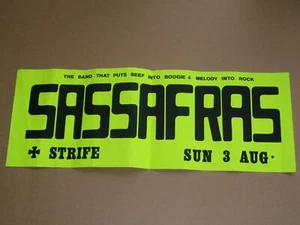 THE BAND THAT PUTS BEEF INTO BOOGIE & MELODY INTO ROCK
SASSAFRAS
✠ STRIFE SUN 3 AUG·